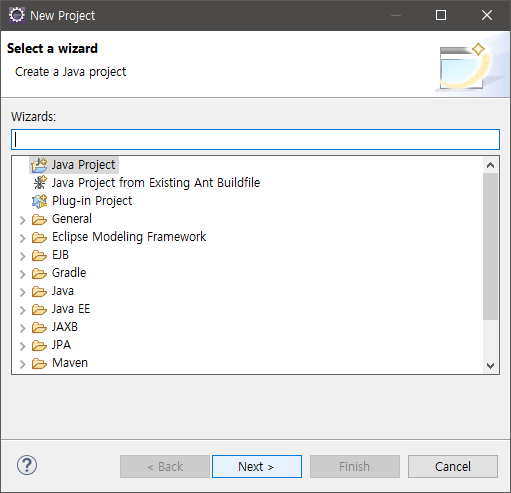 New Project
Select a wizard
Create a Java project
Wizards:
Java Project
Java Project from Existing Ant Buildfile
Plug-in Project
General
Eclipse Modeling Framework
EJB
Gradle
Java
Java EE
JAXB
JPA
Maven
? < Back Next > Finish Cancel